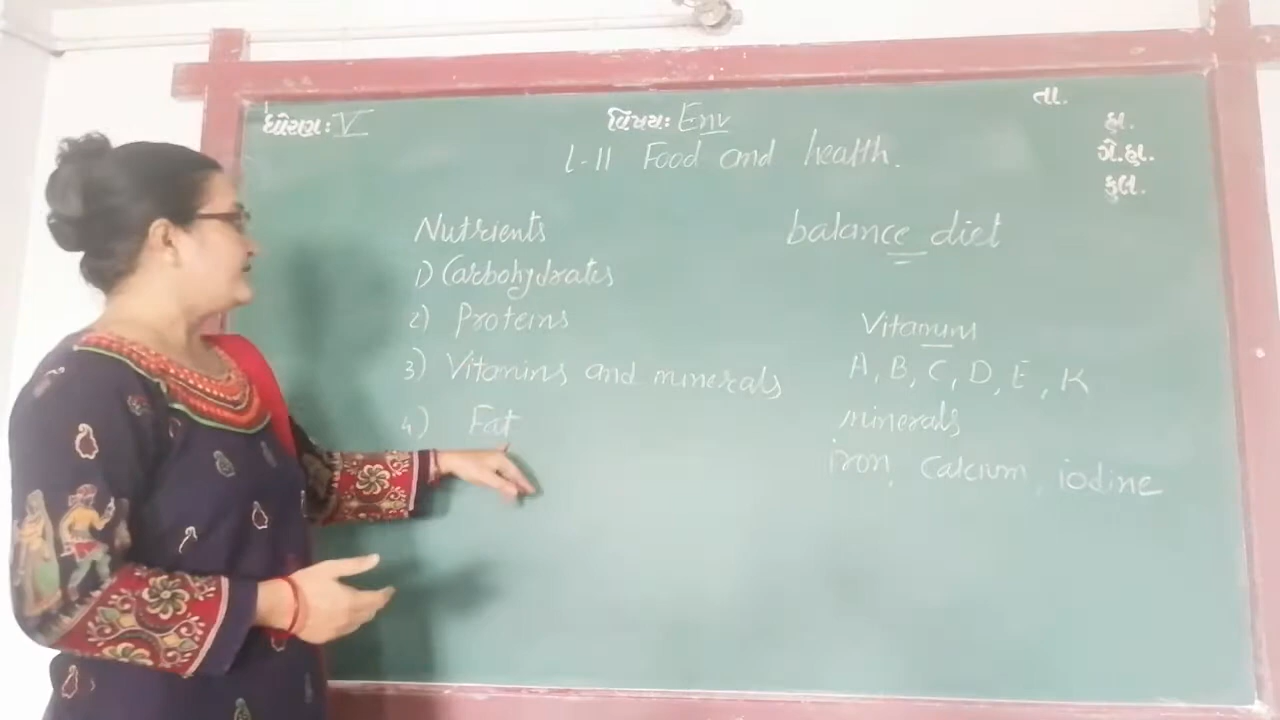 ધોરણ: V
વિષય: Env
તા.
હા.
ગે.હા.
કુલ.
L-11 Food and health.
Nutrients
1) Carbohydrates
2) Proteins
3) Vitamins and minerals
4) Fat
balance diet
Vitamins
A, B, C, D, E, K
minerals
iron, calcium, iodine